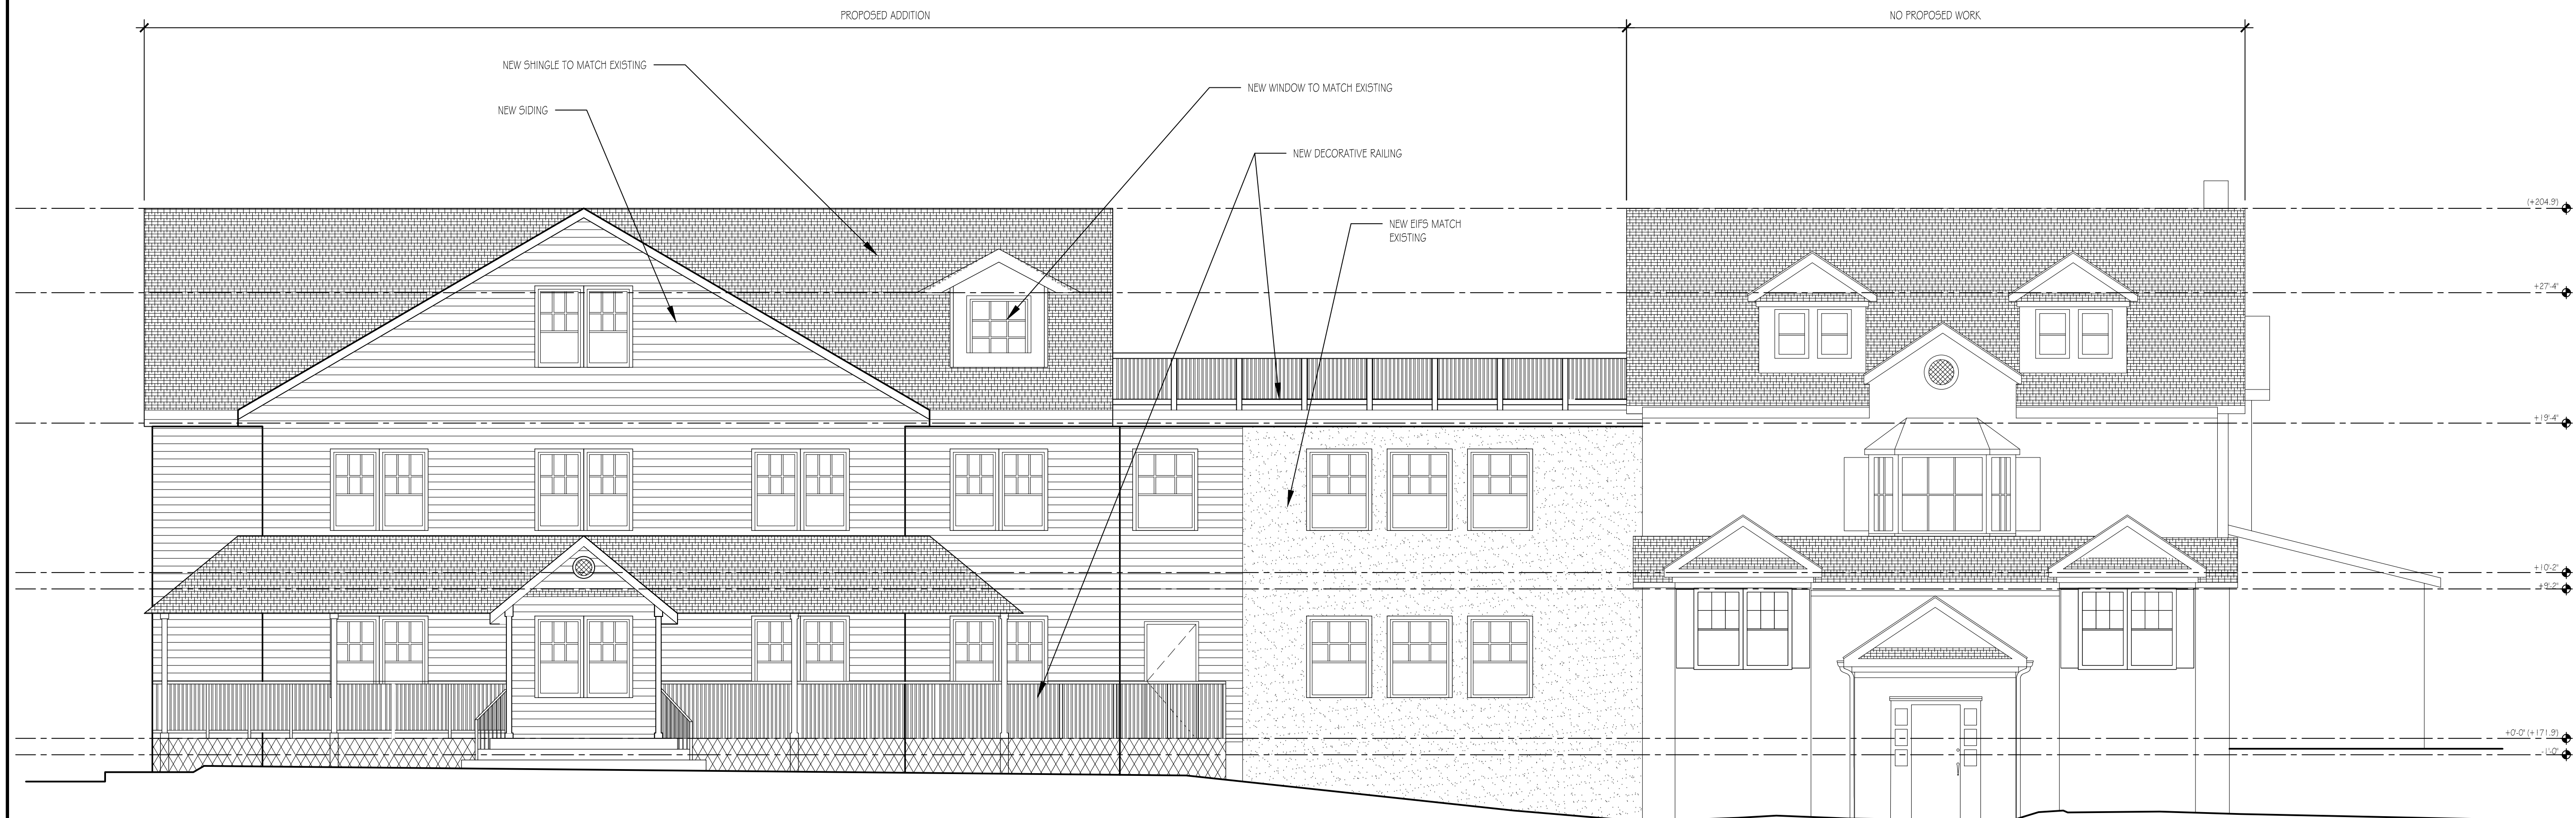 PROPOSED ADDITION
NO PROPOSED WORK
NEW SHINGLE TO MATCH EXISTING
NEW WINDOW TO MATCH EXISTING
NEW SIDING
NEW DECORATIVE RAILING
NEW EIFS MATCH
EXISTING
(+204.9')
+27'-4"
+19'-4"
+10'-2"
+9'-2"
+0'-0" (+171.9')
-1'-0"